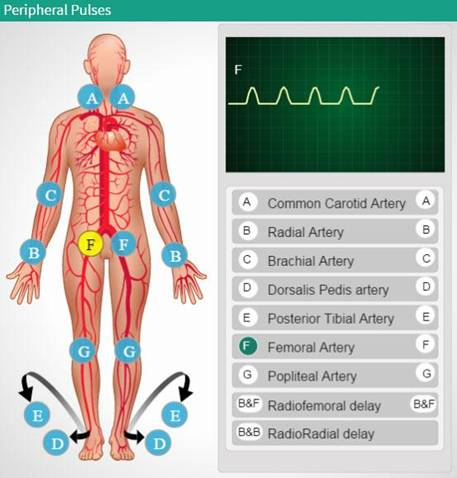 Peripheral Pulses
A A
C C
B F F B
G G
E E
D D
F
A Common Carotid Artery A
B Radial Artery B
C Brachial Artery C
D Dorsalis Pedis artery D
E Posterior Tibial Artery E
F Femoral Artery F
G Popliteal Artery G
B&F Radiofemoral delay B&F
B&B RadioRadial delay